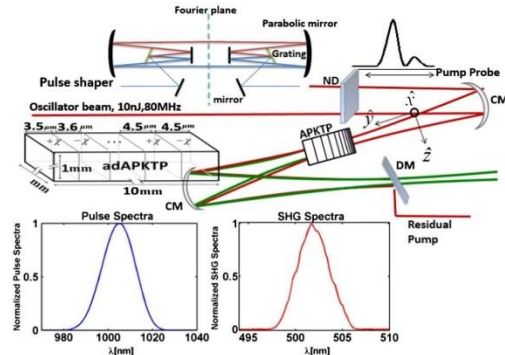 Fourier plane
Parabolic mirror
Grating
Pulse shaper
mirror
ND
Pump Probe
CM
Oscillator beam, 10nJ,80MHz
x̂
ŷ
ẑ
3.5μm 3.6 μm 4.5μm 4.5μm
+χ -χ +χ -χ
APKTP
adAPKTP
1mm
mm
10mm
CM
DM
Residual
Pump
Pulse Spectra
Normalized Pulse Spectra
1
0.5
0
980 1000 1020 1040
λ[nm]
SHG Spectra
Normalized SHG Spectra
1
0.5
0
495 500 505 510
λ[nm]